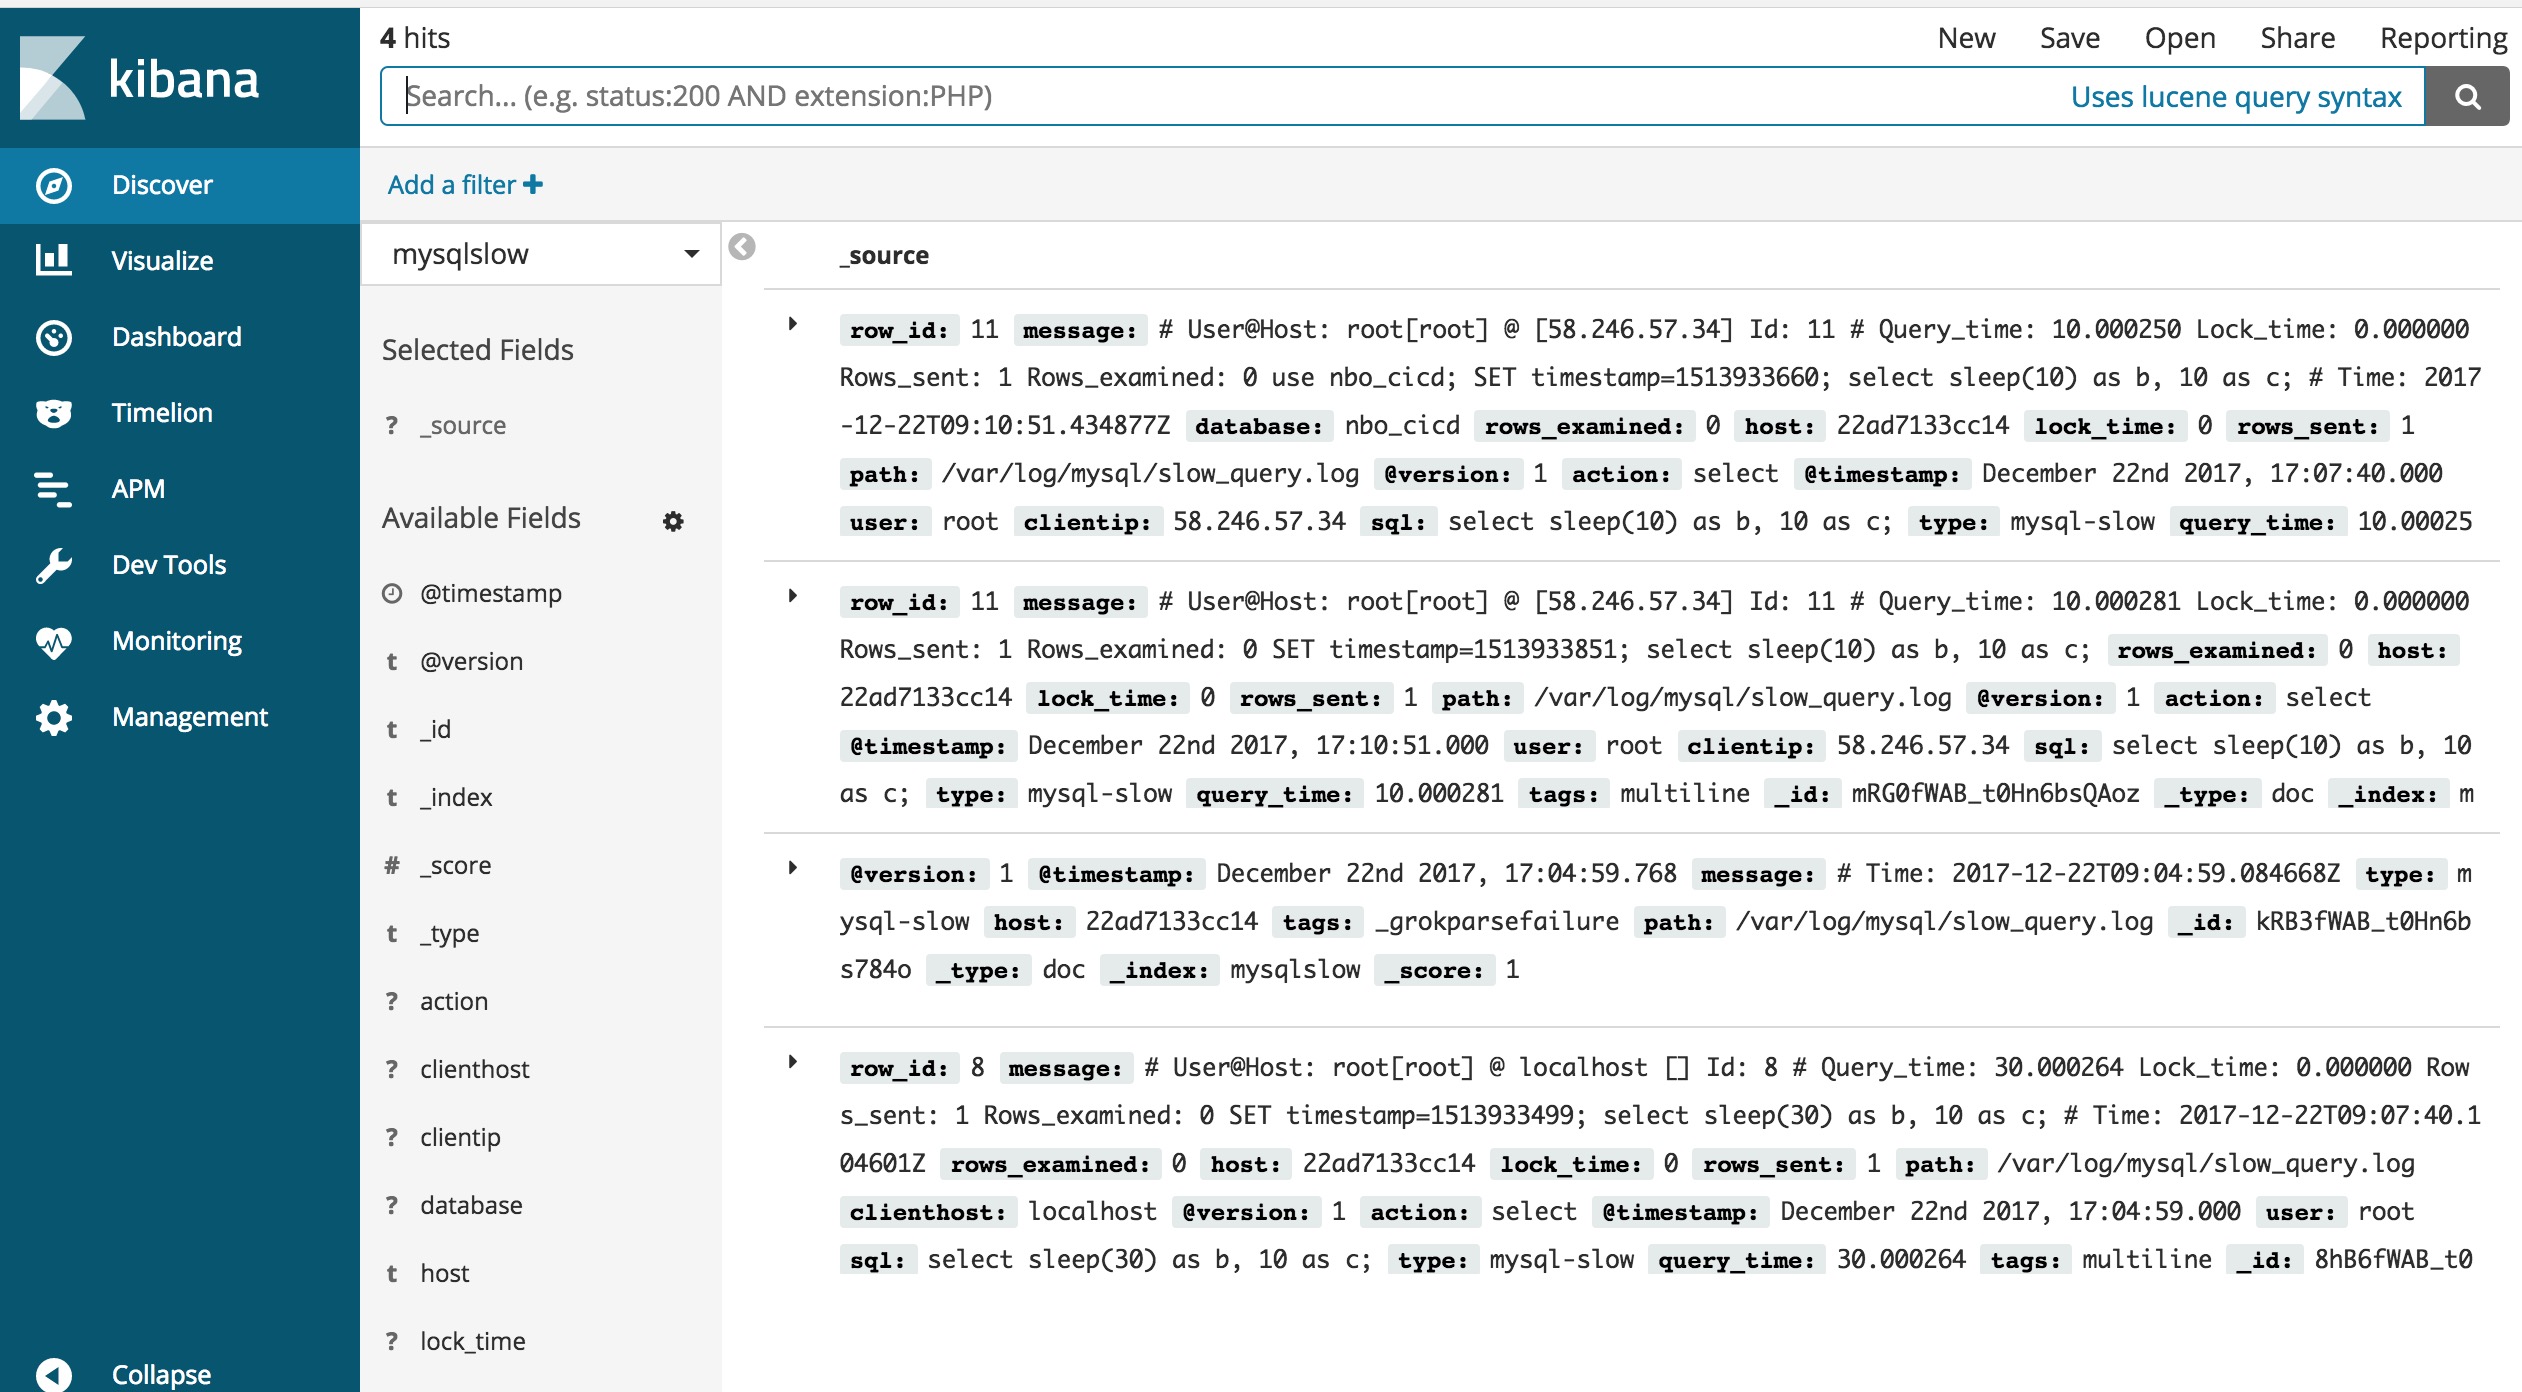 kibana
Discover
Visualize
Dashboard
Timelion
APM
Dev Tools
Monitoring
Management
Collapse
4 hits
New Save Open Share Reporting
Search... (e.g. status:200 AND extension:PHP) Uses lucene query syntax
Add a filter +
mysqlslow
Selected Fields
? _source
Available Fields
@timestamp
t @version
t _id
t _index
# _score
t _type
? action
? clienthost
? clientip
? database
t host
? lock_time
_source
row_id: 11 message: # User@Host: root[root] @ [58.246.57.34] Id: 11 # Query_time: 10.000250 Lock_time: 0.000000
Rows_sent: 1 Rows_examined: 0 use nbo_cicd; SET timestamp=1513933660; select sleep(10) as b, 10 as c; # Time: 2017
-12-22T09:10:51.434877Z database: nbo_cicd rows_examined: 0 host: 22ad7133cc14 lock_time: 0 rows_sent: 1
path: /var/log/mysql/slow_query.log @version: 1 action: select @timestamp: December 22nd 2017, 17:07:40.000
user: root clientip: 58.246.57.34 sql: select sleep(10) as b, 10 as c; type: mysql-slow query_time: 10.00025
row_id: 11 message: # User@Host: root[root] @ [58.246.57.34] Id: 11 # Query_time: 10.000281 Lock_time: 0.000000
Rows_sent: 1 Rows_examined: 0 SET timestamp=1513933851; select sleep(10) as b, 10 as c; rows_examined: 0 host:
22ad7133cc14 lock_time: 0 rows_sent: 1 path: /var/log/mysql/slow_query.log @version: 1 action: select
@timestamp: December 22nd 2017, 17:10:51.000 user: root clientip: 58.246.57.34 sql: select sleep(10) as b, 10
as c; type: mysql-slow query_time: 10.000281 tags: multiline _id: mRG0fWAB_t0Hn6bsQAoz _type: doc _index: m
@version: 1 @timestamp: December 22nd 2017, 17:04:59.768 message: # Time: 2017-12-22T09:04:59.084668Z type: m
ysql-slow host: 22ad7133cc14 tags: _grokparsefailure path: /var/log/mysql/slow_query.log _id: kRB3fWAB_t0Hn6b
s784o _type: doc _index: mysqlslow _score: 1
row_id: 8 message: # User@Host: root[root] @ localhost [] Id: 8 # Query_time: 30.000264 Lock_time: 0.000000 Row
s_sent: 1 Rows_examined: 0 SET timestamp=1513933499; select sleep(30) as b, 10 as c; # Time: 2017-12-22T09:07:40.1
04601Z rows_examined: 0 host: 22ad7133cc14 lock_time: 0 rows_sent: 1 path: /var/log/mysql/slow_query.log
clienthost: localhost @version: 1 action: select @timestamp: December 22nd 2017, 17:04:59.000 user: root
sql: select sleep(30) as b, 10 as c; type: mysql-slow query_time: 30.000264 tags: multiline _id: 8hB6fWAB_t0